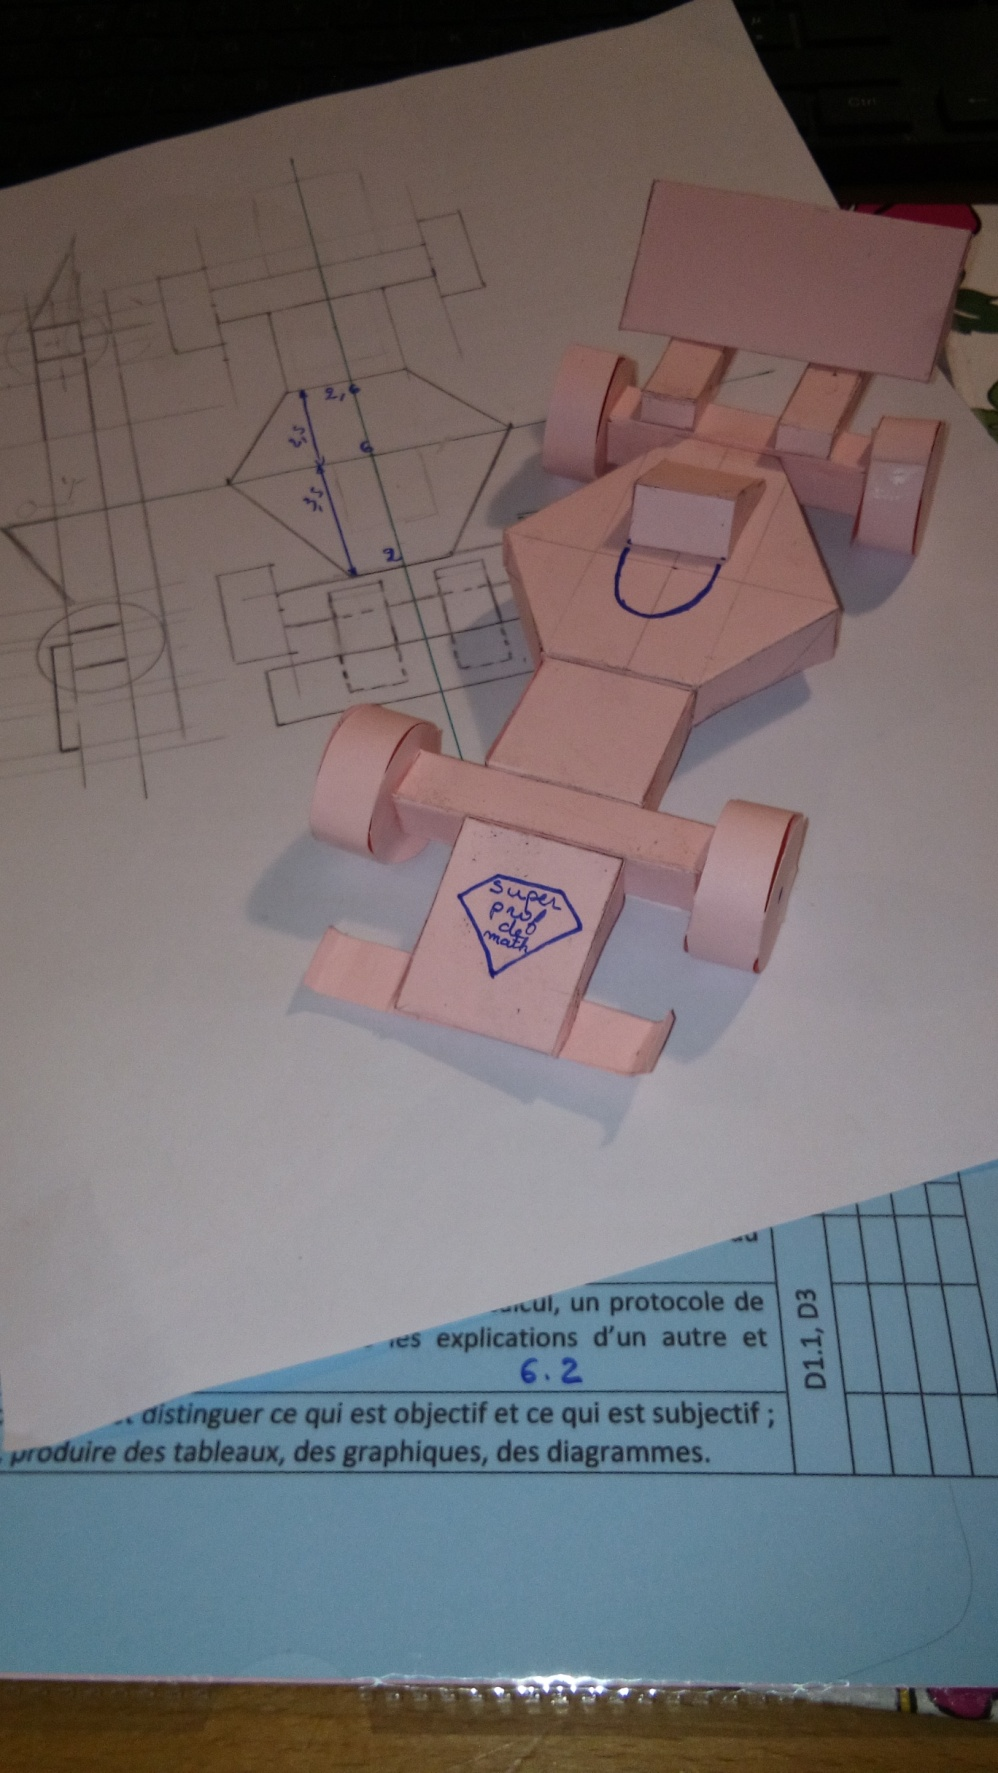 Ctrl
2,6
2,5
6
3,5
2
super
prof
de
math
un protocole de
explications d'un autre et
6.2
distinguer ce qui est objectif et ce qui est subjectif ;
produire des tableaux, des graphiques, des diagrammes.
D1.1, D3